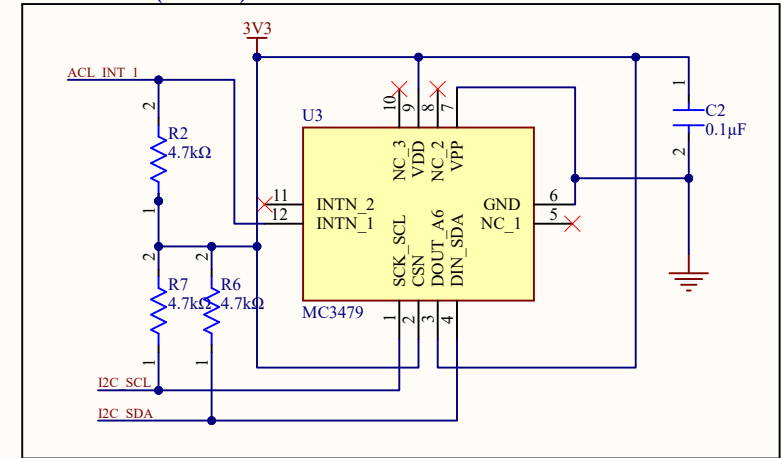 3V3
ACL_INT_1
2
R2
4.7kΩ
1
U3
10
9
8
7
NC_3
VDD
NC_2
VPP
1
C2
0.1µF
2
11
INTN_2
12
INTN_1
GND
6
NC_1
5
SCK_SCL
CSN
DOUT_A6
DIN_SDA
2
R7
4.7kΩ
1
2
R6
4.7kΩ
1
MC3479
1
2
3
4
I2C_SCL
I2C_SDA